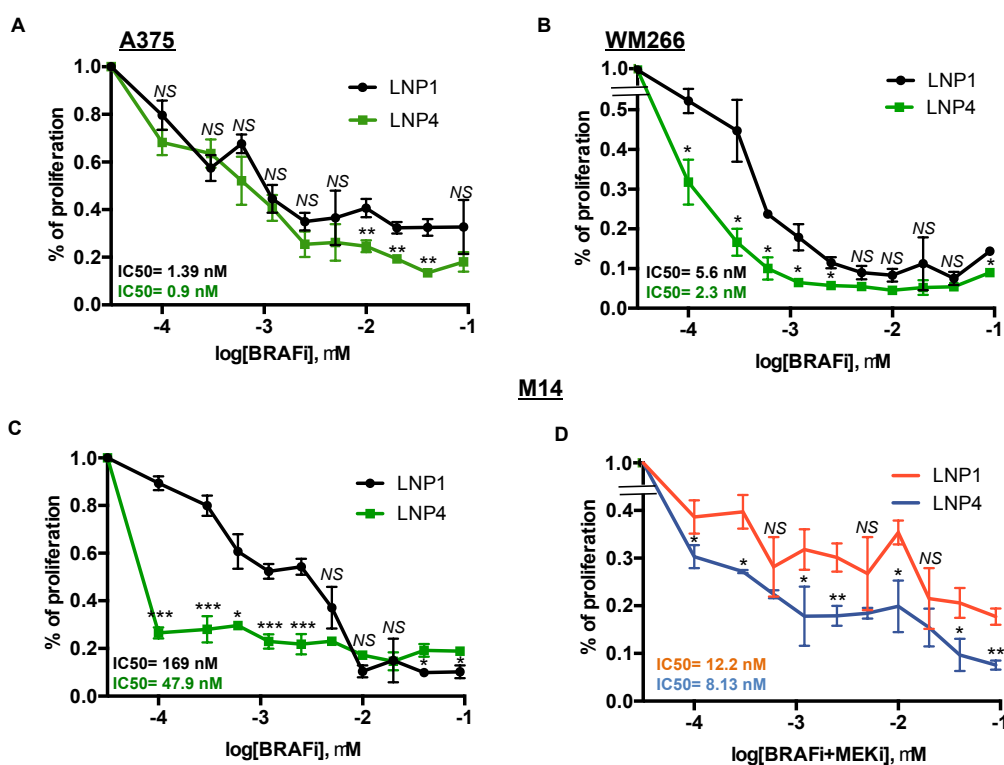 A
A375
LNP1
LNP4
% of proliferation
1.0
0.8
0.6
0.4
0.2
0.0
NS
NS
NS
NS
NS
NS
**
**
**
IC50= 1.39 nM
IC50= 0.9 nM
-4
-3
-2
-1
log[BRAFi], mM
NS
B
WM266
LNP1
LNP4
% of proliferation
1.0
0.5
0.3
0.2
0.1
0.0
*
*
*
*
*
NS
NS
NS
NS
*
IC50= 5.6 nM
IC50= 2.3 nM
-4
-3
-2
-1
log[BRAFi], mM
M14
C
LNP1
LNP4
% of proliferation
1.0
0.8
0.6
0.4
0.2
0.0
***
***
*
***
***
NS
NS
NS
*
*
IC50= 169 nM
IC50= 47.9 nM
-4
-3
-2
-1
log[BRAFi], mM
D
LNP1
LNP4
% of proliferation
1.0
0.4
0.3
0.2
0.1
0.0
*
*
NS
*
**
NS
*
NS
*
**
IC50= 12.2 nM
IC50= 8.13 nM
-4
-3
-2
-1
log[BRAFi+MEKi], mM